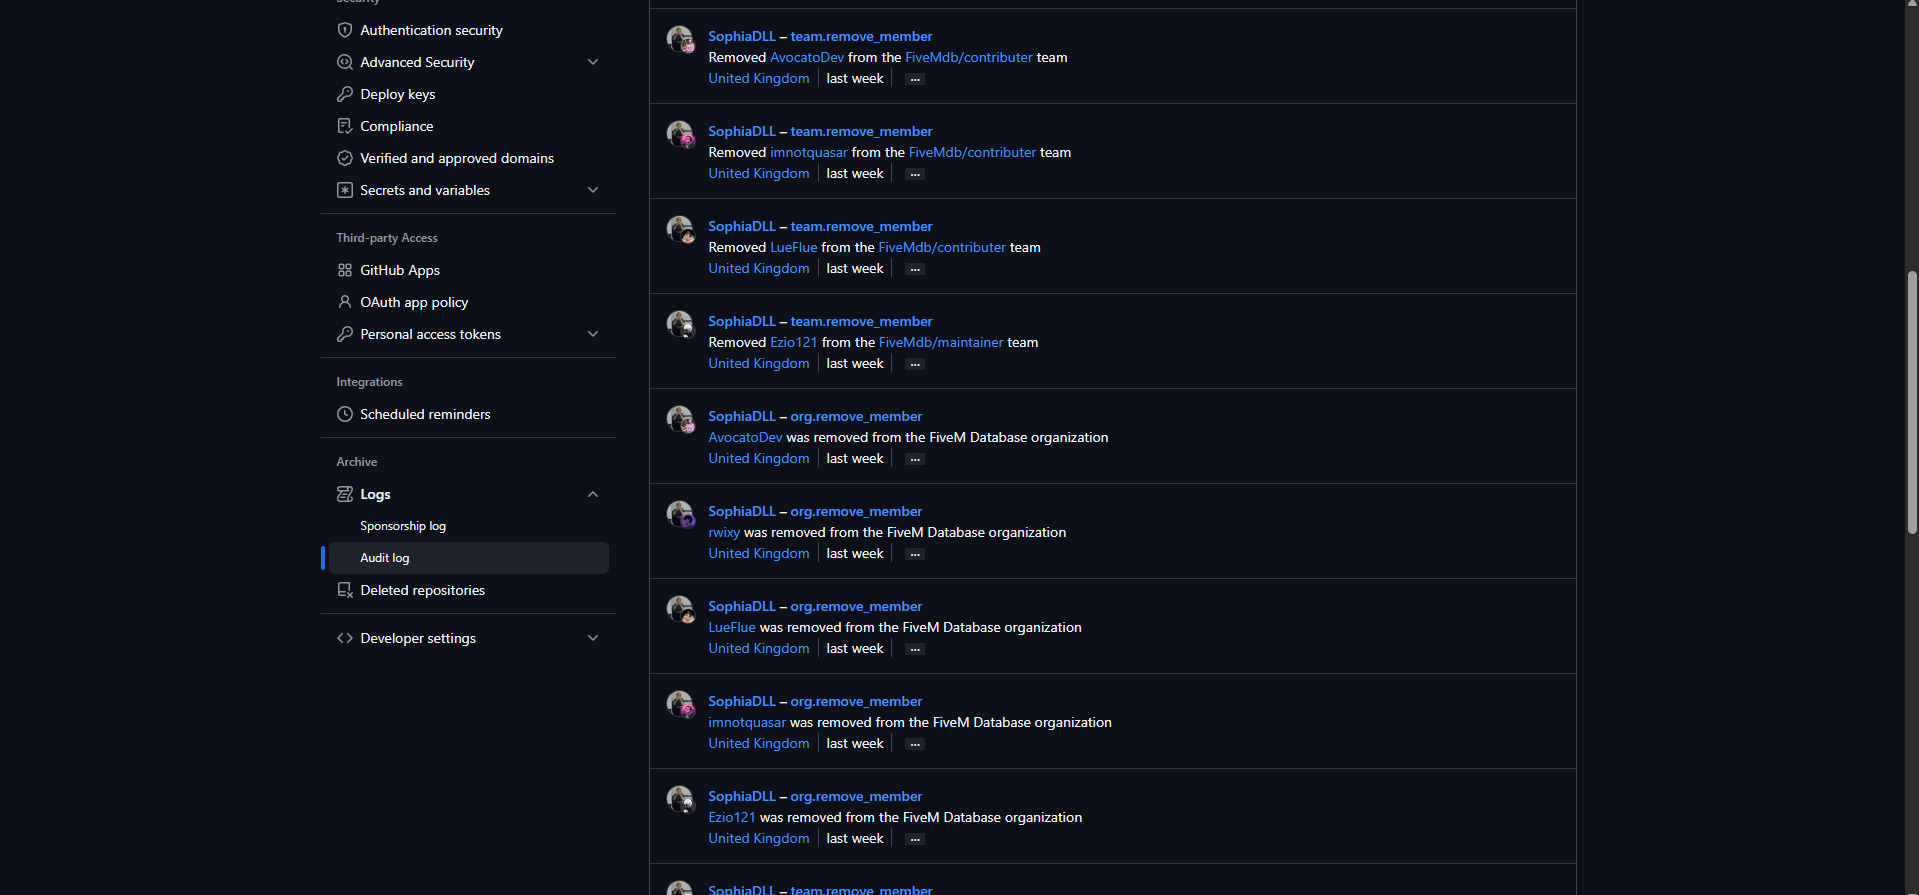 Security
Authentication security
Advanced Security
Deploy keys
Compliance
Verified and approved domains
Secrets and variables
Third-party Access
GitHub Apps
OAuth app policy
Personal access tokens
Integrations
Scheduled reminders
Archive
Logs
Sponsorship log
Audit log
Deleted repositories
Developer settings
SophiaDLL – team.remove_member
Removed AvocatoDev from the FiveMdb/contributer team
United Kingdom | last week ...
SophiaDLL – team.remove_member
Removed imnotquasar from the FiveMdb/contributer team
United Kingdom | last week ...
SophiaDLL – team.remove_member
Removed LueFlue from the FiveMdb/contributer team
United Kingdom | last week ...
SophiaDLL – team.remove_member
Removed Ezio121 from the FiveMdb/maintainer team
United Kingdom | last week ...
SophiaDLL – org.remove_member
AvocatoDev was removed from the FiveM Database organization
United Kingdom | last week ...
SophiaDLL – org.remove_member
rwixy was removed from the FiveM Database organization
United Kingdom | last week ...
SophiaDLL – org.remove_member
LueFlue was removed from the FiveM Database organization
United Kingdom | last week ...
SophiaDLL – org.remove_member
imnotquasar was removed from the FiveM Database organization
United Kingdom | last week ...
SophiaDLL – org.remove_member
Ezio121 was removed from the FiveM Database organization
United Kingdom | last week ...
SophiaDLL – team.remove_member